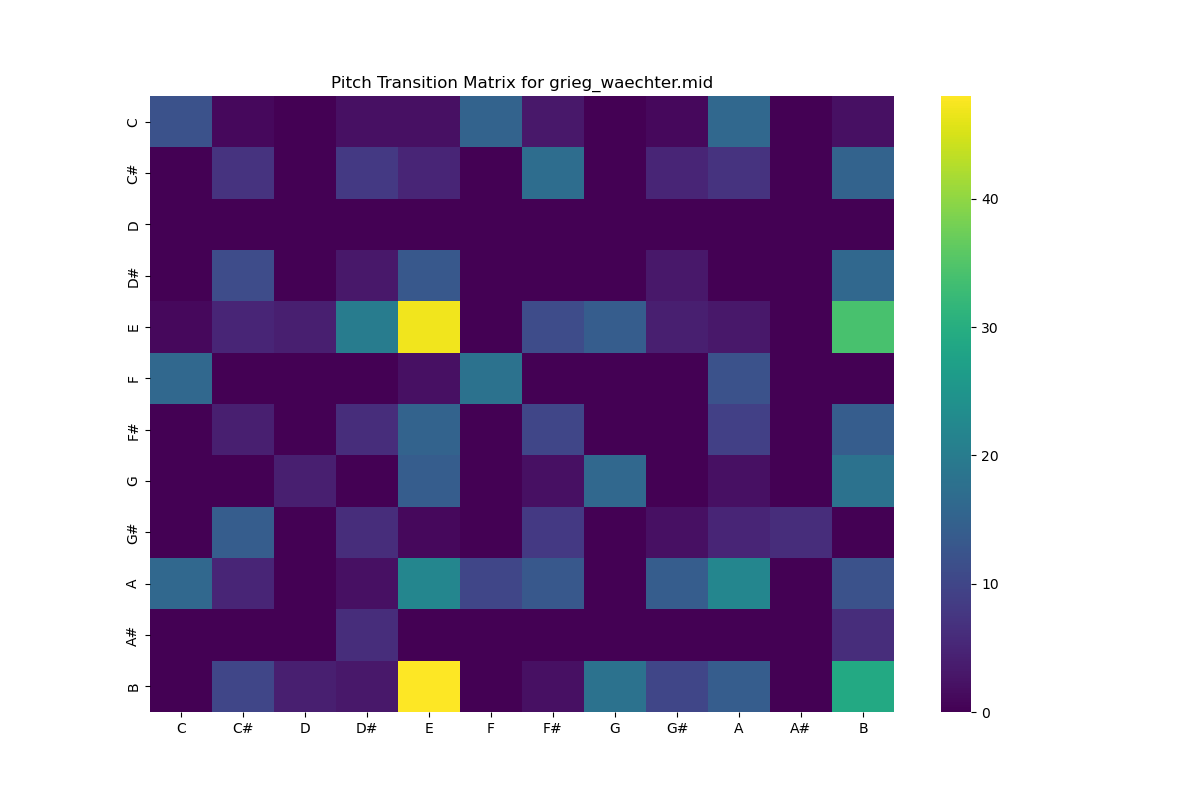 Pitch Transition Matrix for grieg_waechter.mid
C
C#
D
D#
E
F
F#
G
G#
A
A#
B
C C# D D# E F F# G G# A A# B
40
30
20
10
0